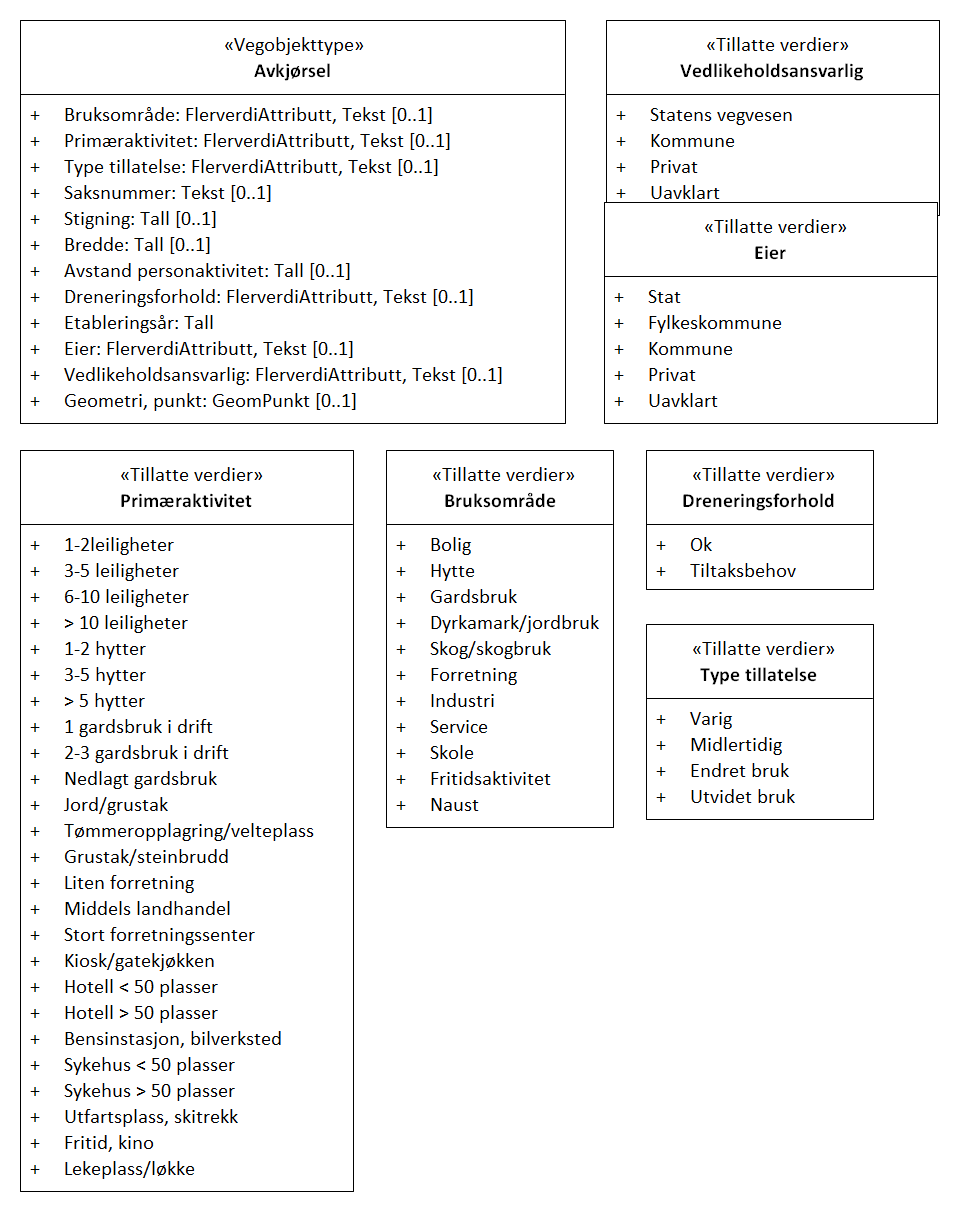 «Vegobjekttype»
Avkjørsel
+ Bruksområde: FlerverdiAttributt, Tekst [0..1]
+ Primæraktivitet: FlerverdiAttributt, Tekst [0..1]
+ Type tillatelse: FlerverdiAttributt, Tekst [0..1]
+ Saksnummer: Tekst [0..1]
+ Stigning: Tall [0..1]
+ Bredde: Tall [0..1]
+ Avstand personaktivitet: Tall [0..1]
+ Dreneringsforhold: FlerverdiAttributt, Tekst [0..1]
+ Etableringsår: Tall
+ Eier: FlerverdiAttributt, Tekst [0..1]
+ Vedlikeholdsansvarlig: FlerverdiAttributt, Tekst [0..1]
+ Geometri, punkt: GeomPunkt [0..1]
«Tillatte verdier»
Vedlikeholdsansvarlig
+ Statens vegvesen
+ Kommune
+ Privat
+ Uavklart
«Tillatte verdier»
Eier
+ Stat
+ Fylkeskommune
+ Kommune
+ Privat
+ Uavklart
«Tillatte verdier»
Primæraktivitet
+ 1-2leiligheter
+ 3-5 leiligheter
+ 6-10 leiligheter
+ > 10 leiligheter
+ 1-2 hytter
+ 3-5 hytter
+ > 5 hytter
+ 1 gardsbruk i drift
+ 2-3 gardsbruk i drift
+ Nedlagt gardsbruk
+ Jord/grustak
+ Tømmeropplagring/velteplass
+ Grustak/steinbrudd
+ Liten forretning
+ Middels landhandel
+ Stort forretningssenter
+ Kiosk/gatekjøkken
+ Hotell < 50 plasser
+ Hotell > 50 plasser
+ Bensinstasjon, bilverksted
+ Sykehus < 50 plasser
+ Sykehus > 50 plasser
+ Utfartsplass, skitrekk
+ Fritid, kino
+ Lekeplass/løkke
«Tillatte verdier»
Bruksområde
+ Bolig
+ Hytte
+ Gardsbruk
+ Dyrkamark/jordbruk
+ Skog/skogbruk
+ Forretning
+ Industri
+ Service
+ Skole
+ Fritidsaktivitet
+ Naust
«Tillatte verdier»
Dreneringsforhold
+ Ok
+ Tiltaksbehov
«Tillatte verdier»
Type tillatelse
+ Varig
+ Midlertidig
+ Endret bruk
+ Utvidet bruk